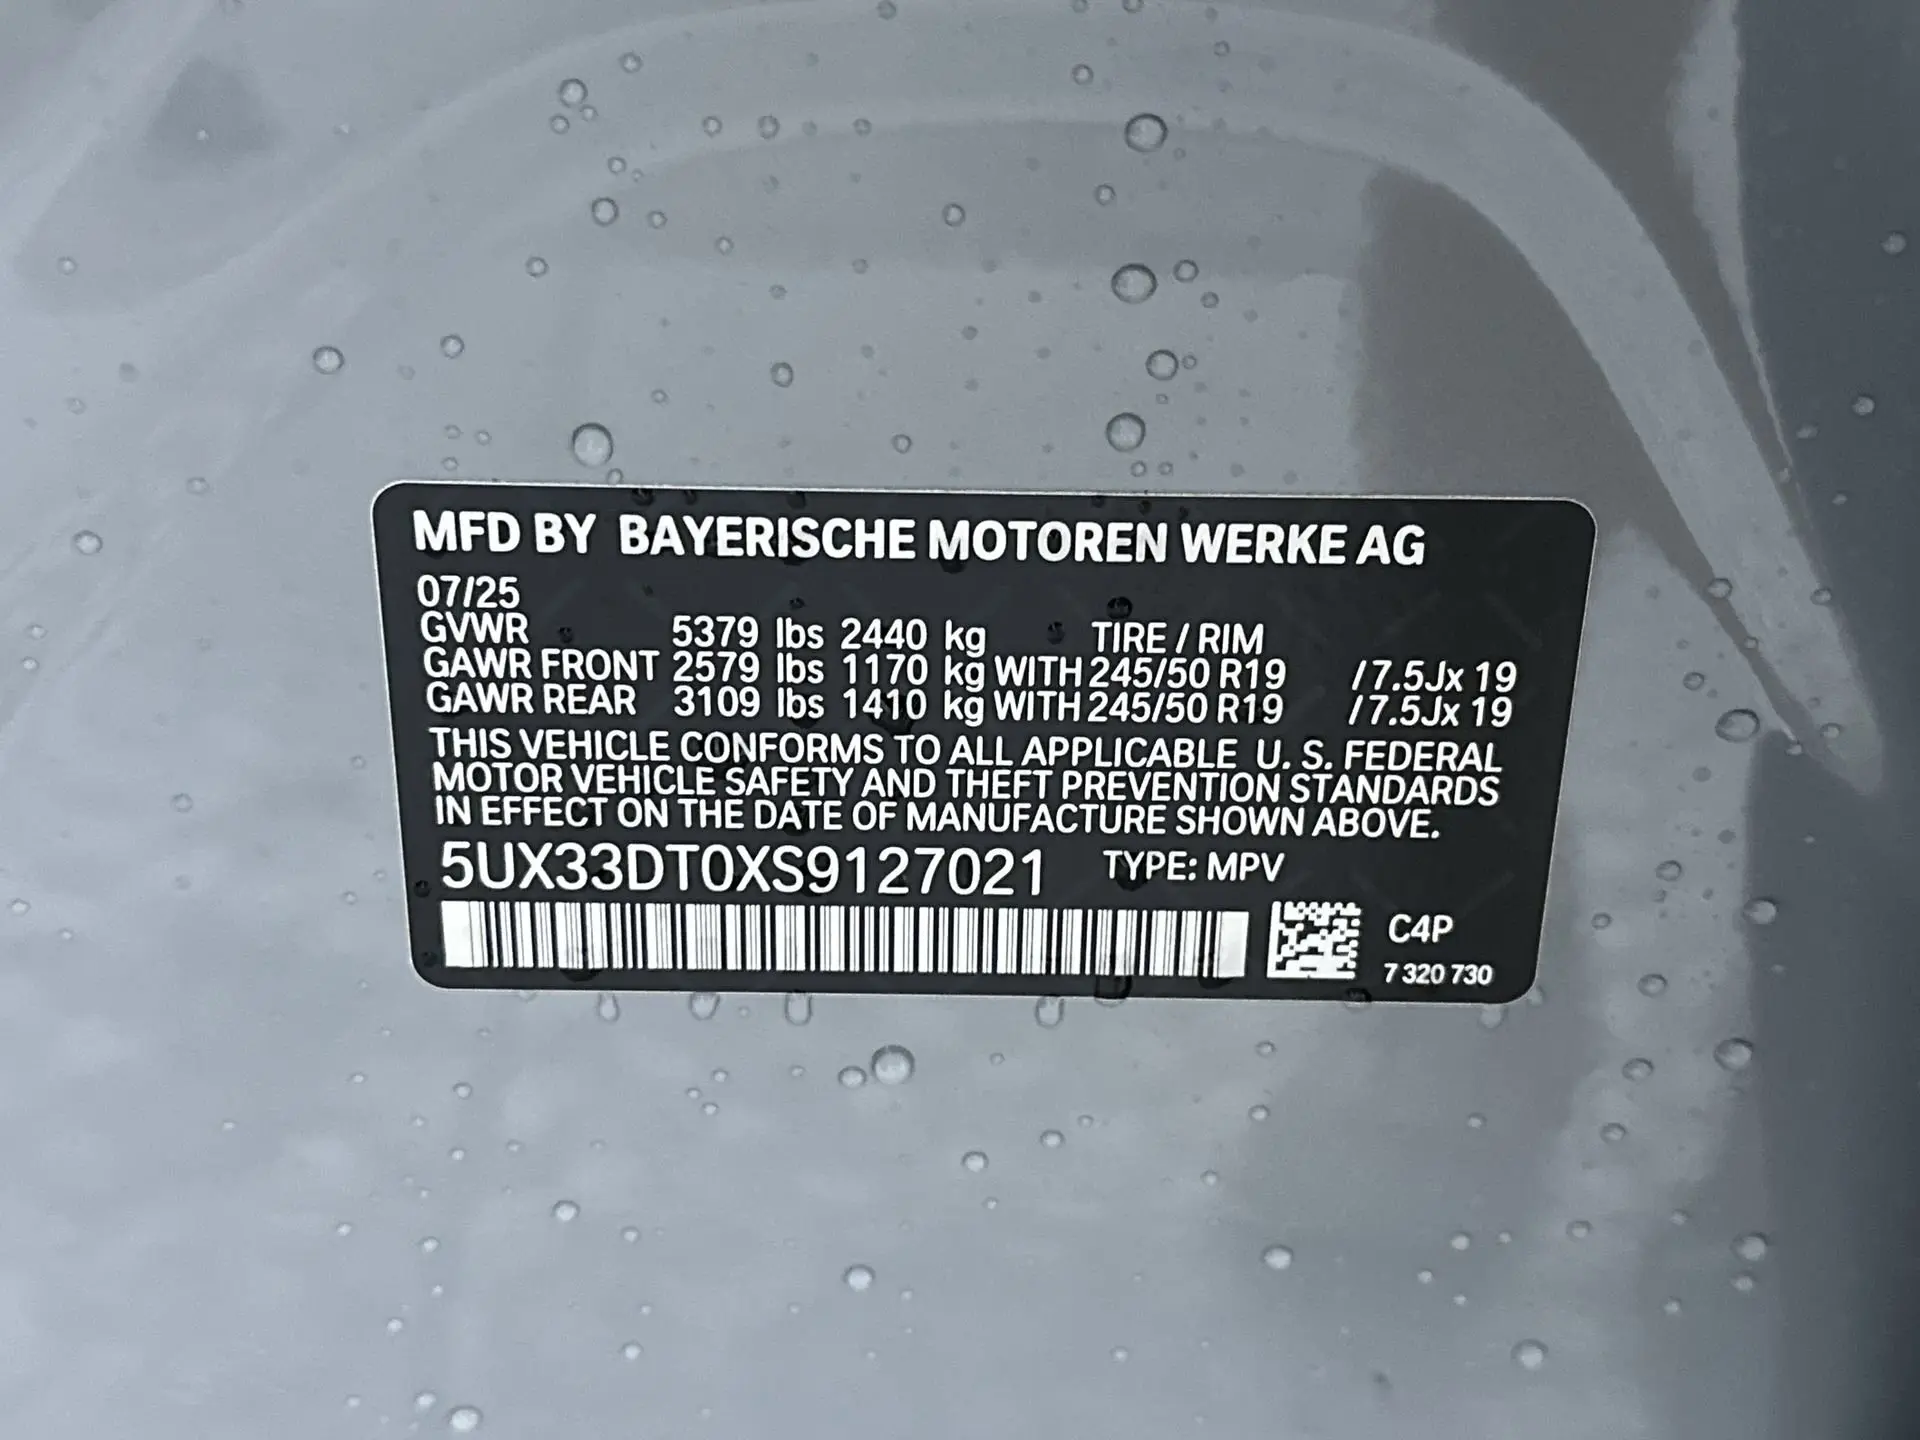 MFD BY BAYERISCHE MOTOREN WERKE AG
07/25
GVWR 5379 lbs 2440 kg TIRE / RIM
GAWR FRONT 2579 lbs 1170 kg WITH 245/50 R19 / 7.5Jx 19
GAWR REAR 3109 lbs 1410 kg WITH 245/50 R19 / 7.5Jx 19
THIS VEHICLE CONFORMS TO ALL APPLICABLE U. S. FEDERAL
MOTOR VEHICLE SAFETY AND THEFT PREVENTION STANDARDS
IN EFFECT ON THE DATE OF MANUFACTURE SHOWN ABOVE.
5UX33DT0XS9127021 TYPE: MPV
C4P
7 320 730